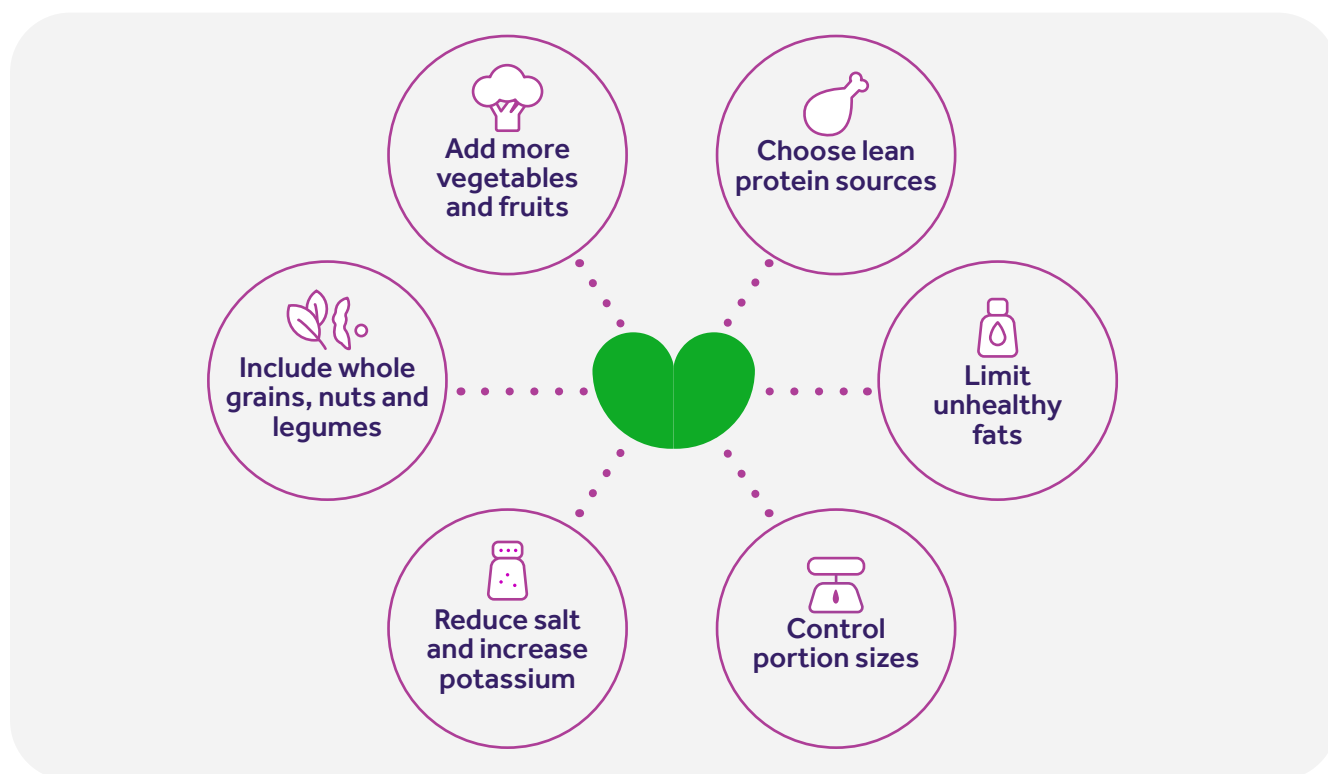 Add more
vegetables
and fruits
Choose lean
protein sources
Include whole
grains, nuts and
legumes
Limit
unhealthy
fats
Reduce salt
and increase
potassium
Control
portion sizes